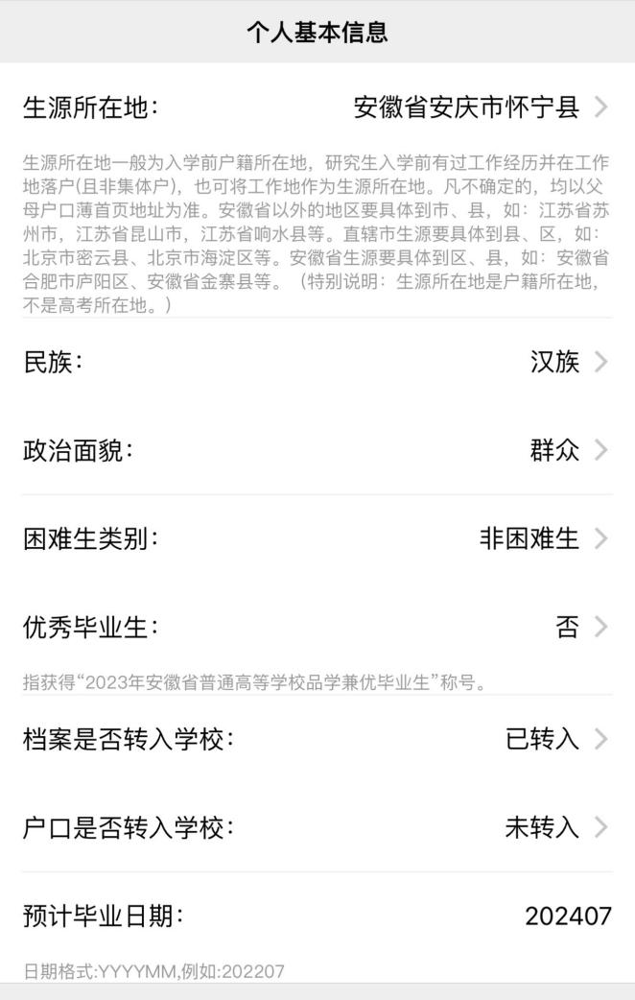 个人基本信息
生源所在地： 安徽省安庆市怀宁县
生源所在地一般为入学前户籍所在地，研究生入学前有过工作经历并在工作
地落户(且非集体户)，也可将工作地作为生源所在地。凡不确定的，均以父
母户口薄首页地址为准。安徽省以外的地区要具体到市、县，如：江苏省苏
州市，江苏省昆山市，江苏省响水县等。直辖市生源要具体到县、区，如：
北京市密云县、北京市海淀区等。安徽省生源要具体到区、县，如：安徽省
合肥市庐阳区、安徽省金寨县等。（特别说明：生源所在地是户籍所在地，
不是高考所在地。）
民族： 汉族
政治面貌： 群众
困难生类别： 非困难生
优秀毕业生： 否
指获得“2023年安徽省普通高等学校品学兼优毕业生”称号。
档案是否转入学校： 已转入
户口是否转入学校： 未转入
预计毕业日期： 202407
日期格式:YYYYMM,例如:202207